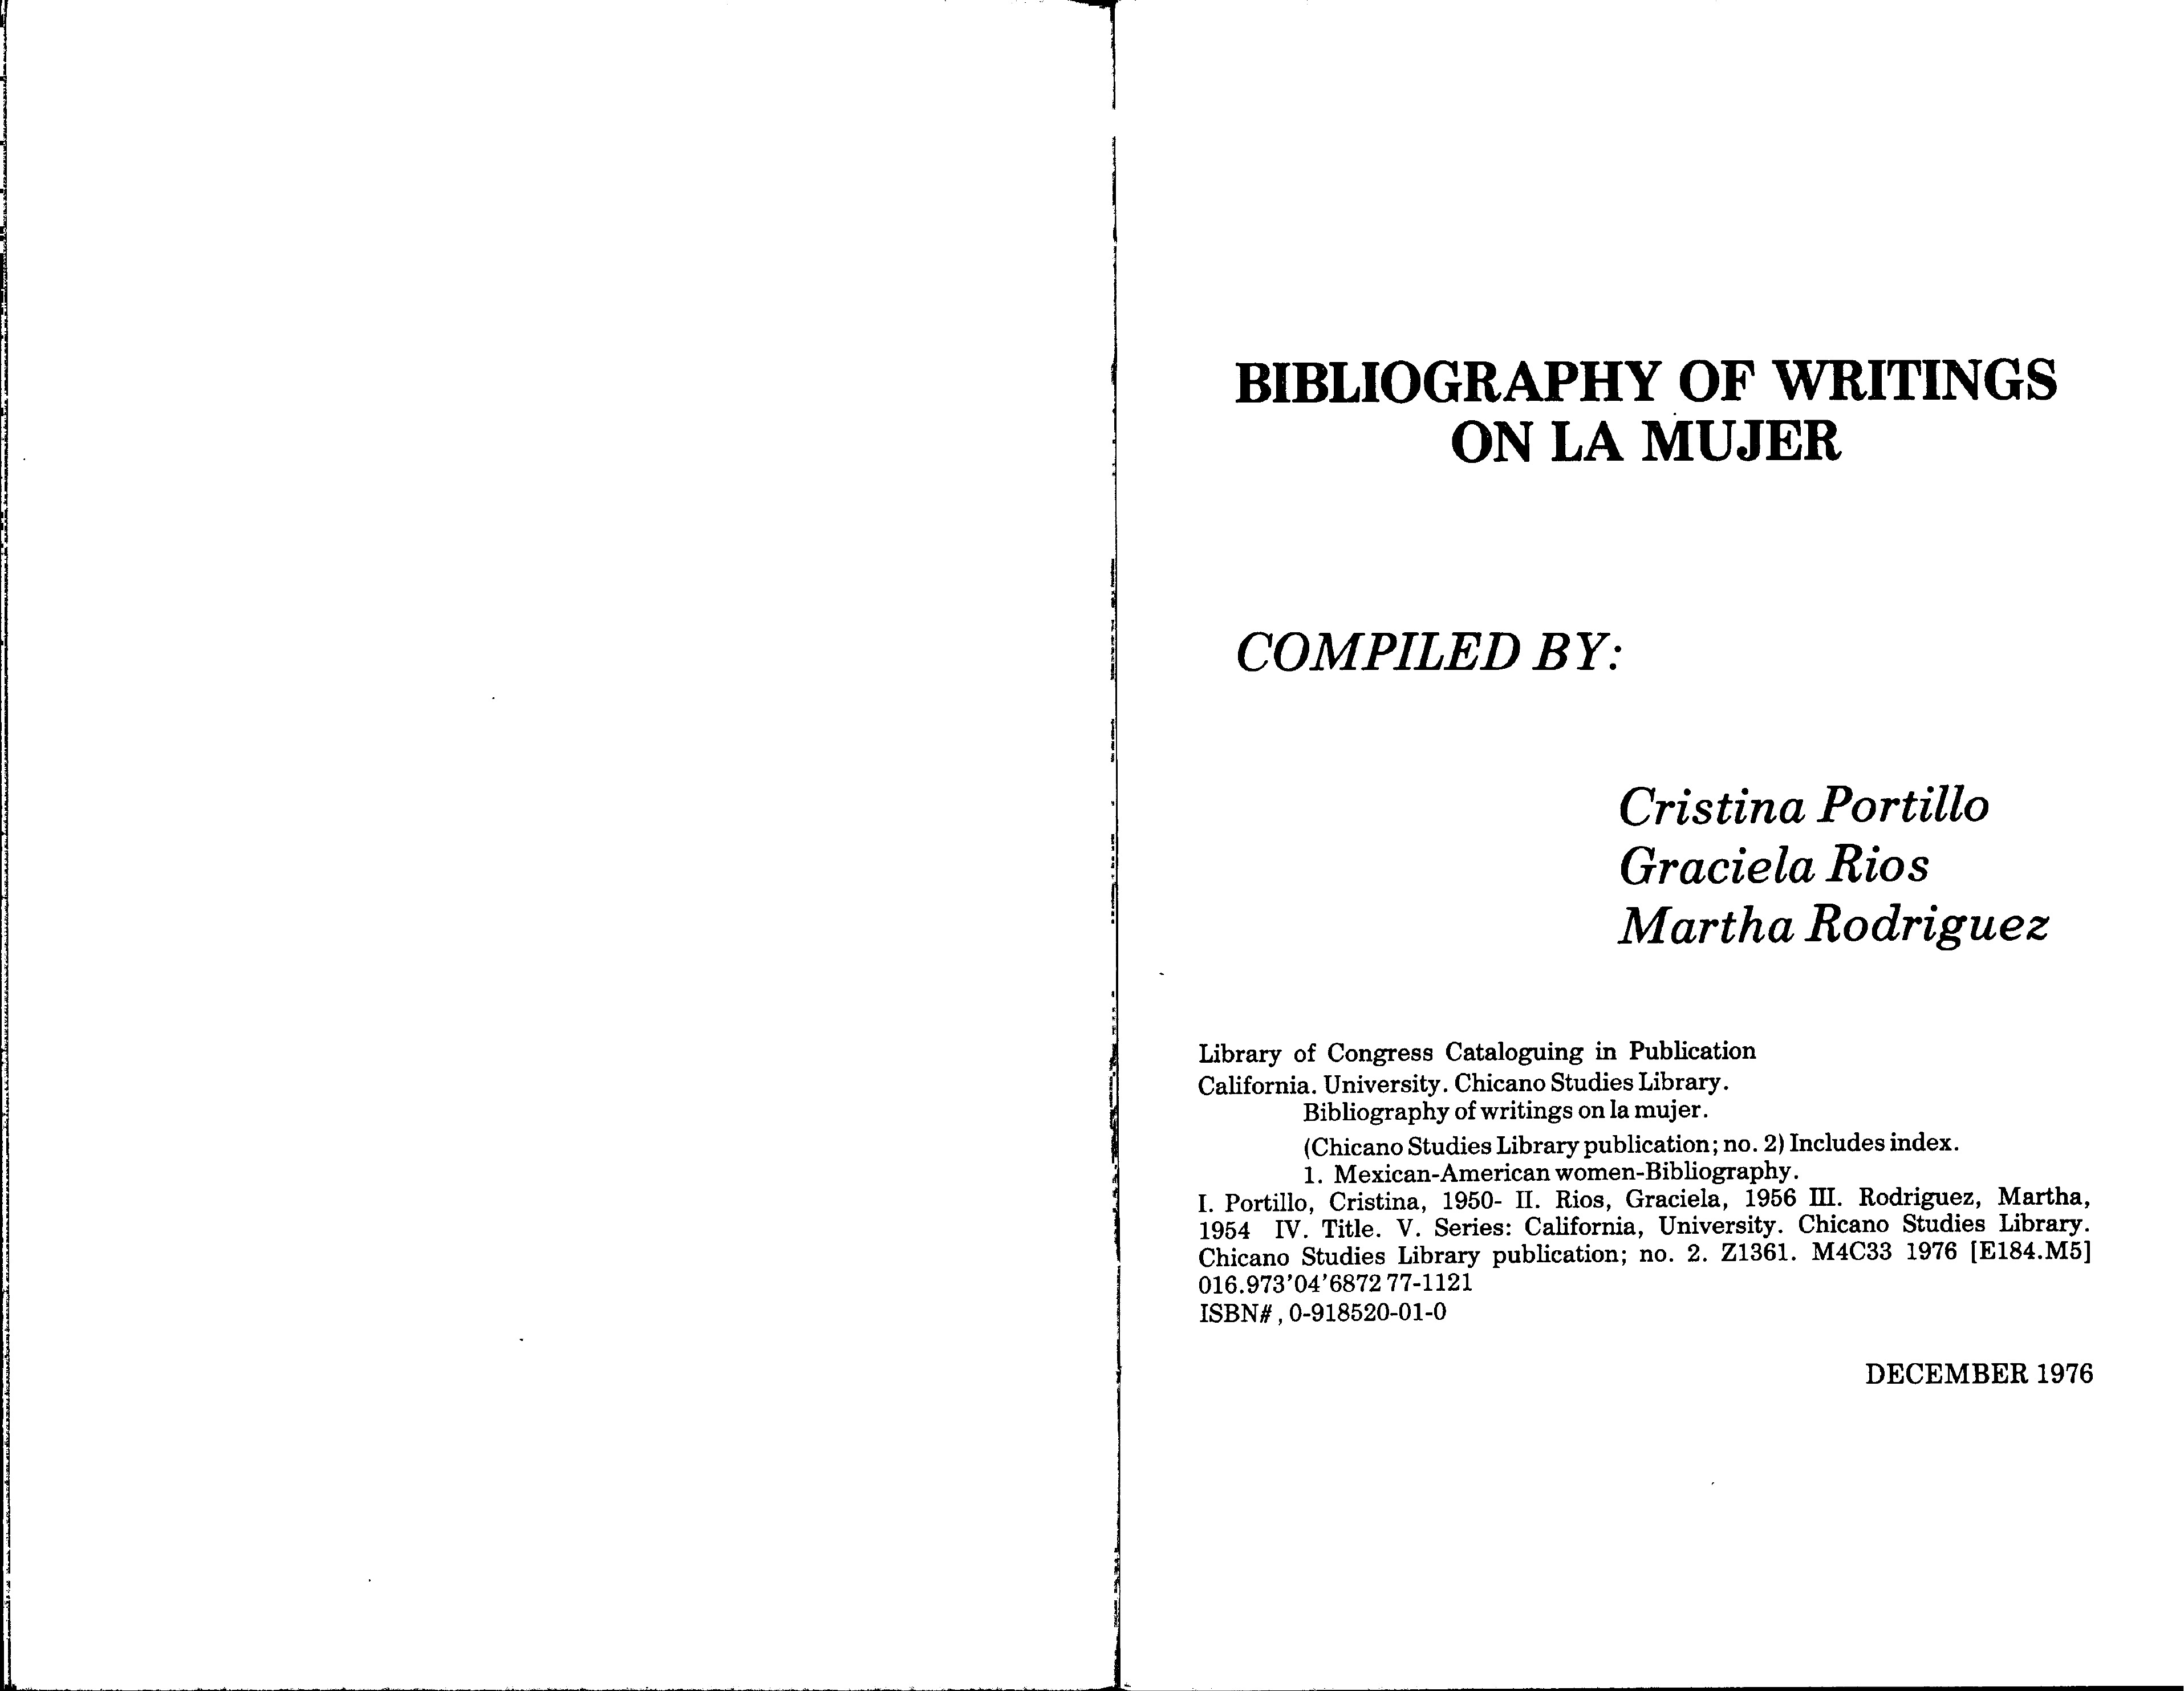 BIBLIOGRAPHY OF WRITINGS
ON LA MUJER
COMPILED BY:
Cristina Portillo
Graciela Rios
Martha Rodriguez
Library of Congress Cataloguing in Publication
California. University. Chicano Studies Library.
Bibliography of writings on la mujer.
(Chicano Studies Library publication; no. 2) Includes index.
1. Mexican-American women-Bibliography.
I. Portillo, Cristina, 1950- II. Rios, Graciela, 1956 III. Rodriguez, Martha,
1954 IV. Title. V. Series: California, University. Chicano Studies Library.
Chicano Studies Library publication; no. 2. Z1361. M4C33 1976 [E184.M5]
016.973'04'6872 77-1121
ISBN# , 0-918520-01-0
DECEMBER 1976